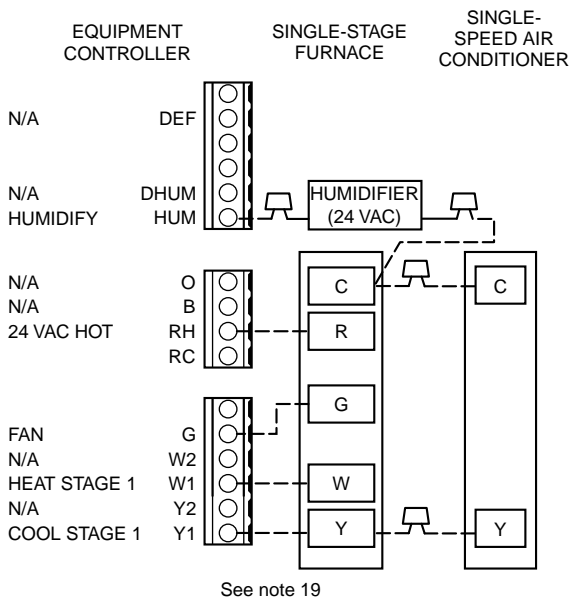 EQUIPMENT
CONTROLLER
SINGLE-STAGE
FURNACE
SINGLE-
SPEED AIR
CONDITIONER
N/A DEF
N/A DHUM
HUMIDIFY HUM
HUMIDIFIER
(24 VAC)
N/A O
N/A B
24 VAC HOT RH
RC
C
R
C
FAN G
N/A W2
HEAT STAGE 1 W1
N/A Y2
COOL STAGE 1 Y1
G
W
Y
Y
See note 19